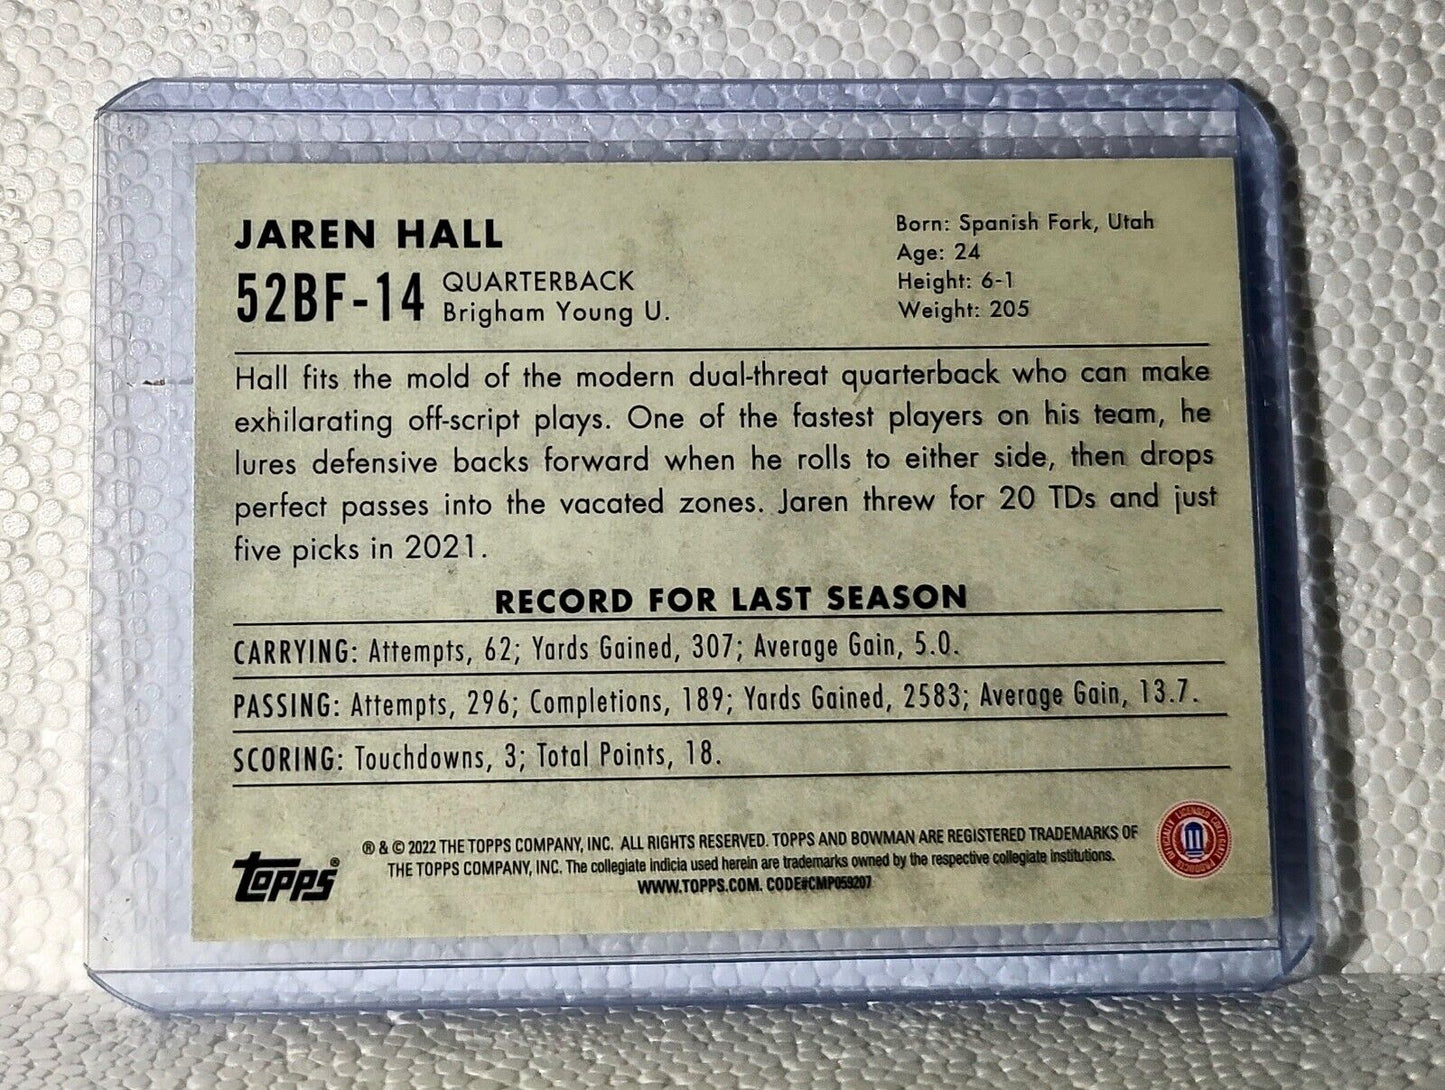 JAREN HALL
52BF-14 QUARTERBACK
Brigham Young U.
Born: Spanish Fork, Utah
Age: 24
Height: 6-1
Weight: 205
Hall fits the mold of the modern dual-threat quarterback who can make
exhilarating off-script plays. One of the fastest players on his team, he
lures defensive backs forward when he rolls to either side, then drops
perfect passes into the vacated zones. Jaren threw for 20 TDs and just
five picks in 2021.
RECORD FOR LAST SEASON
CARRYING: Attempts, 62; Yards Gained, 307; Average Gain, 5.0.
PASSING: Attempts, 296; Completions, 189; Yards Gained, 2583; Average Gain, 13.7.
SCORING: Touchdowns, 3; Total Points, 18.
Topps®
® & © 2022 THE TOPPS COMPANY, INC. ALL RIGHTS RESERVED. TOPPS AND BOWMAN ARE REGISTERED TRADEMARKS OF
THE TOPPS COMPANY, INC. The collegiate indicia used herein are trademarks owned by the respective collegiate institutions.
WWW.TOPPS.COM. CODE#CMP059207
OFFICIALLY LICENSED COLLEGIATE PRODUCTS